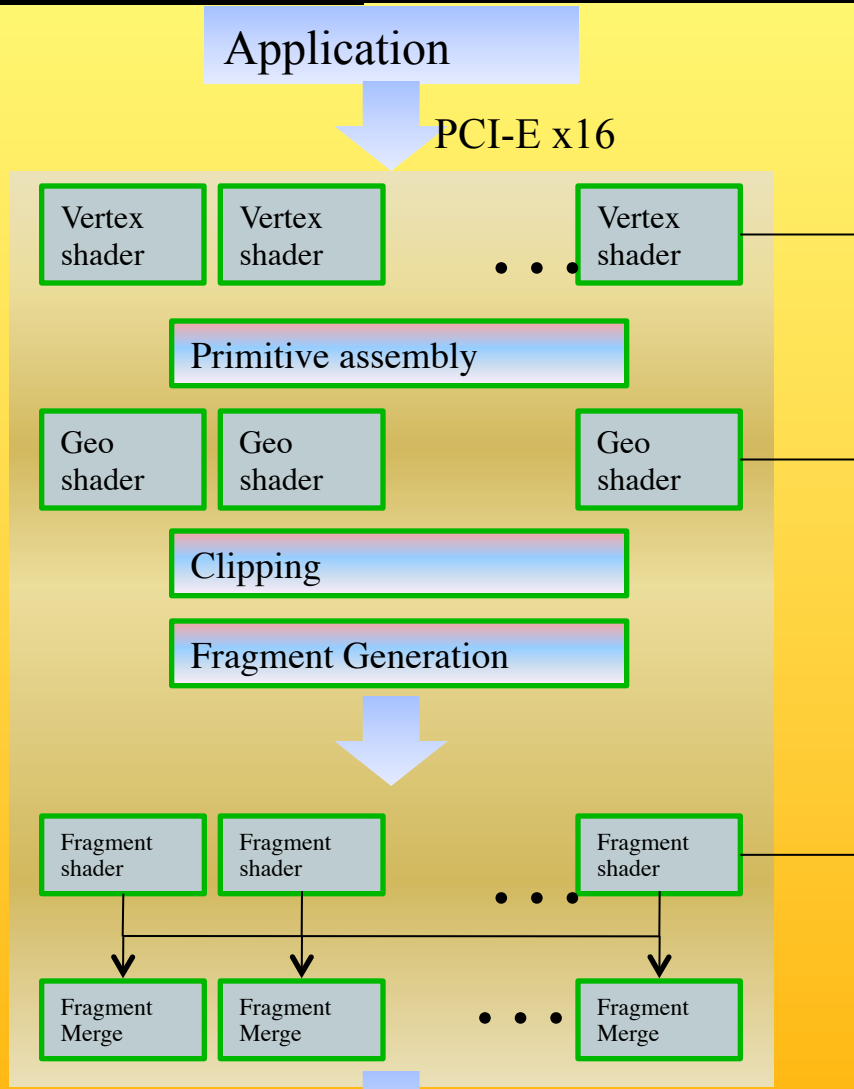 Application
PCI-E x16
Vertex
shader
Vertex
shader
Vertex
shader
. . .
Primitive assembly
Geo
shader
Geo
shader
Geo
shader
Clipping
Fragment Generation
Fragment
shader
Fragment
shader
Fragment
shader
. . .
Fragment
Merge
Fragment
Merge
Fragment
Merge
. . .